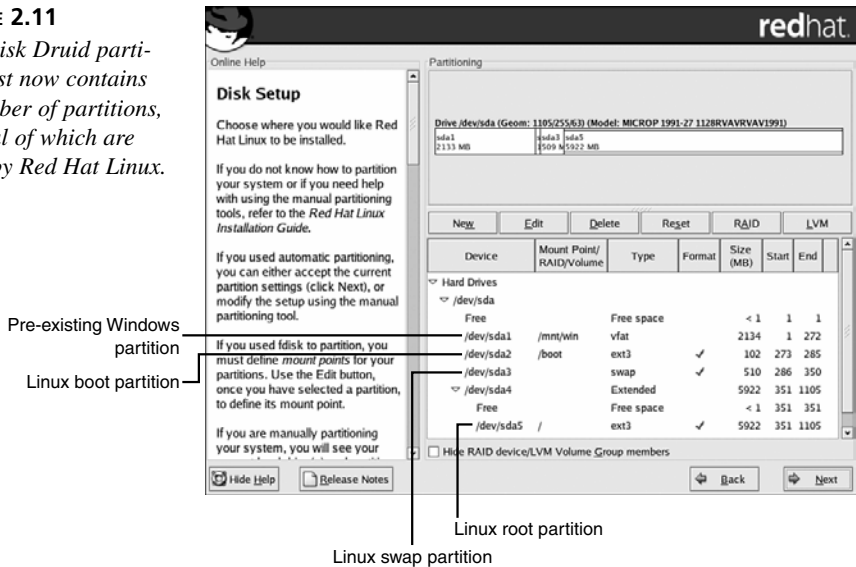 E 2.11
isk Druid parti-
st now contains
ber of partitions,
l of which are
y Red Hat Linux.
redhat.
Online Help
Disk Setup
Choose where you would like Red
Hat Linux to be installed.
If you do not know how to partition
your system or if you need help
with using the manual partitioning
tools, refer to the Red Hat Linux
Installation Guide.
If you used automatic partitioning,
you can either accept the current
partition settings (click Next), or
modify the setup using the manual
partitioning tool.
If you used fdisk to partition, you
must define mount points for your
partitions. Use the Edit button,
once you have selected a partition,
to define its mount point.
If you are manually partitioning
your system, you will see your
Partitioning
Drive /dev/sda (Geom: 1105/255/63) (Model: MICROP 1991-27 1128RVAVRVAV1991)
sda1 sda3 sda5
2133 MB 509 M 5922 MB
New Edit Delete Reset RAID LVM
Device Mount Point/ RAID/Volume Type Format Size (MB) Start End
Hard Drives
/dev/sda
Free Free space < 1 1 1
/dev/sda1 /mnt/win vfat 2134 1 272
/dev/sda2 /boot ext3 ✓ 102 273 285
/dev/sda3 swap ✓ 510 286 350
/dev/sda4 Extended 5922 351 1105
Free Free space < 1 351 351
/dev/sda5 / ext3 ✓ 5922 351 1105
Hide RAID device/LVM Volume Group members
Hide Help Release Notes Back Next
Pre-existing Windows
partition
Linux boot partition
Linux root partition
Linux swap partition